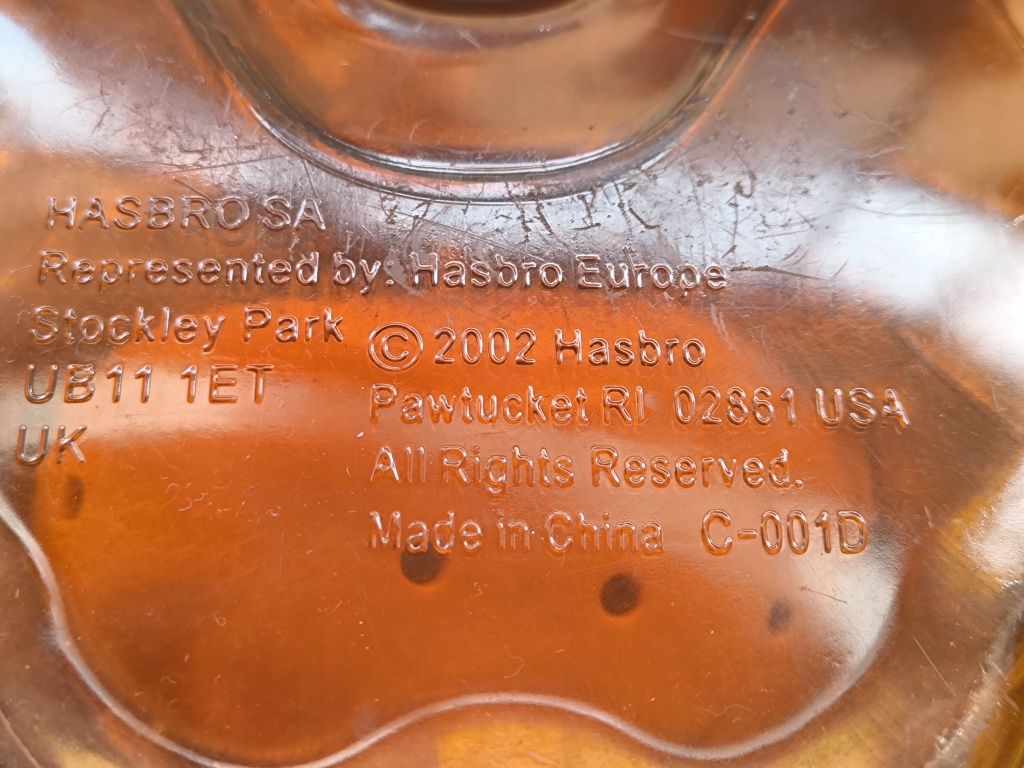 HASBRO SA
Represented by: Hasbro Europe
Stockley Park
UB11 1ET
UK
© 2002 Hasbro
Pawtucket RI 02861 USA
All Rights Reserved.
Made in China C-001D